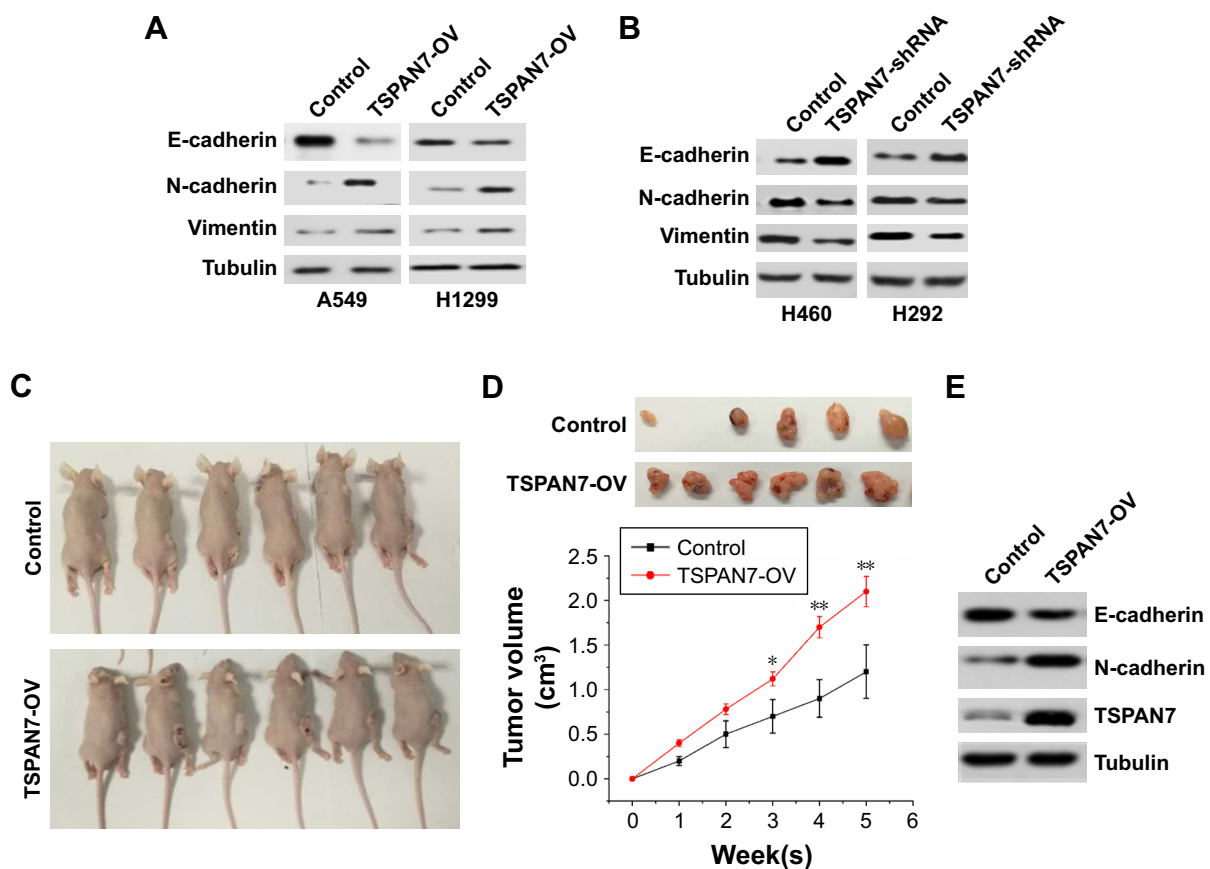 A
Control
TSPAN7-OV
Control
TSPAN7-OV
E-cadherin
N-cadherin
Vimentin
Tubulin
A549
H1299
B
Control
TSPAN7-shRNA
Control
TSPAN7-shRNA
E-cadherin
N-cadherin
Vimentin
Tubulin
H460
H292
C
Control
TSPAN7-OV
D
Control
TSPAN7-OV
Control
TSPAN7-OV
Tumor volume
(cm³)
2.5
2.0
1.5
1.0
0.5
0.0
*
**
**
0 1 2 3 4 5 6
Week(s)
E
Control
TSPAN7-OV
E-cadherin
N-cadherin
TSPAN7
Tubulin